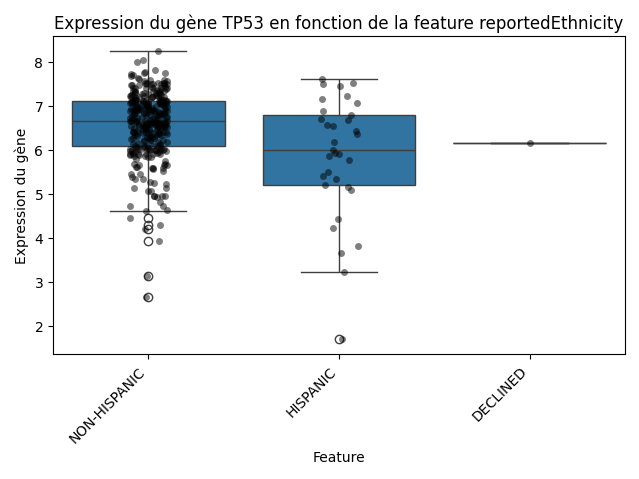 Expression du gène TP53 en fonction de la feature reportedEthnicity
Expression du gène
8
7
6
5
4
3
2
NON-HISPANIC
HISPANIC
DECLINED
Feature